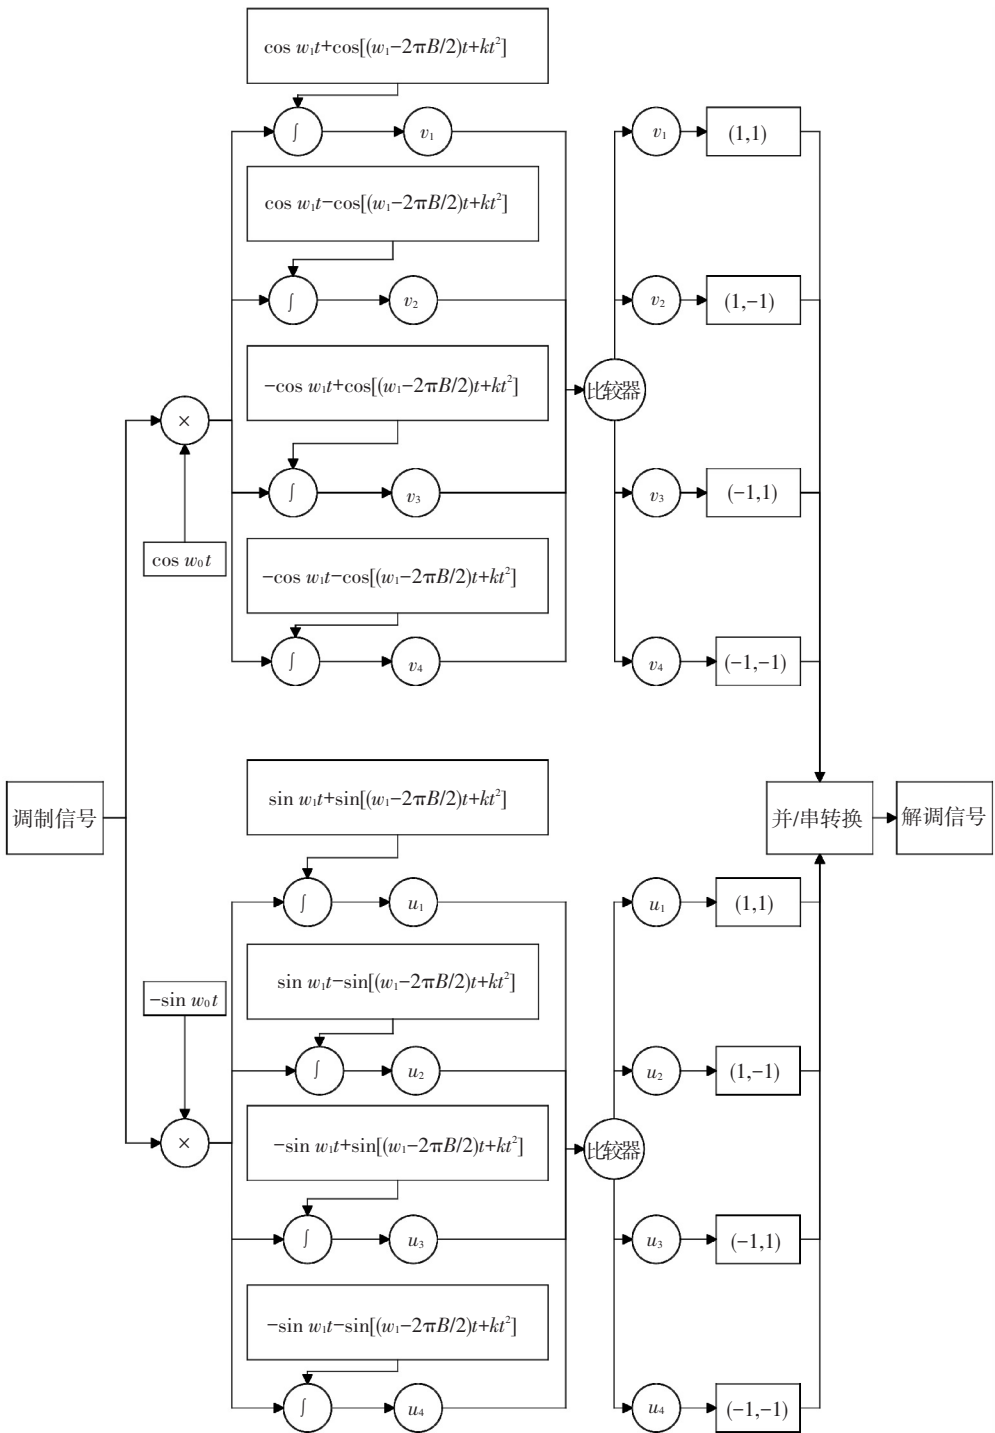 cos w₁t+cos[(w₁−2πB/2)t+kt²]
∫
v₁
v₁
(1,1)
cos w₁t−cos[(w₁−2πB/2)t+kt²]
∫
v₂
v₂
(1,−1)
−cos w₁t+cos[(w₁−2πB/2)t+kt²]
比较器
×
∫
v₃
v₃
(−1,1)
cos w₀t
−cos w₁t−cos[(w₁−2πB/2)t+kt²]
∫
v₄
v₄
(−1,−1)
调制信号
sin w₁t+sin[(w₁−2πB/2)t+kt²]
并/串转换
解调信号
∫
u₁
u₁
(1,1)
sin w₁t−sin[(w₁−2πB/2)t+kt²]
−sin w₀t
∫
u₂
u₂
(1,−1)
×
−sin w₁t+sin[(w₁−2πB/2)t+kt²]
比较器
∫
u₃
u₃
(−1,1)
−sin w₁t−sin[(w₁−2πB/2)t+kt²]
∫
u₄
u₄
(−1,−1)